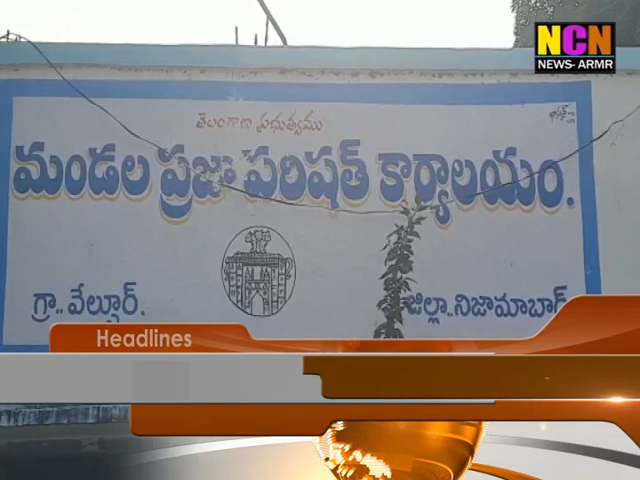 NCN
NEWS- ARMR
తెలంగాణ ప్రభుత్వము
మండల ప్రజా పరిషత్ కార్యాలయం.
గ్రా.. వేల్పూర్.
జిల్లా.. నిజామాబాద్
Headlines